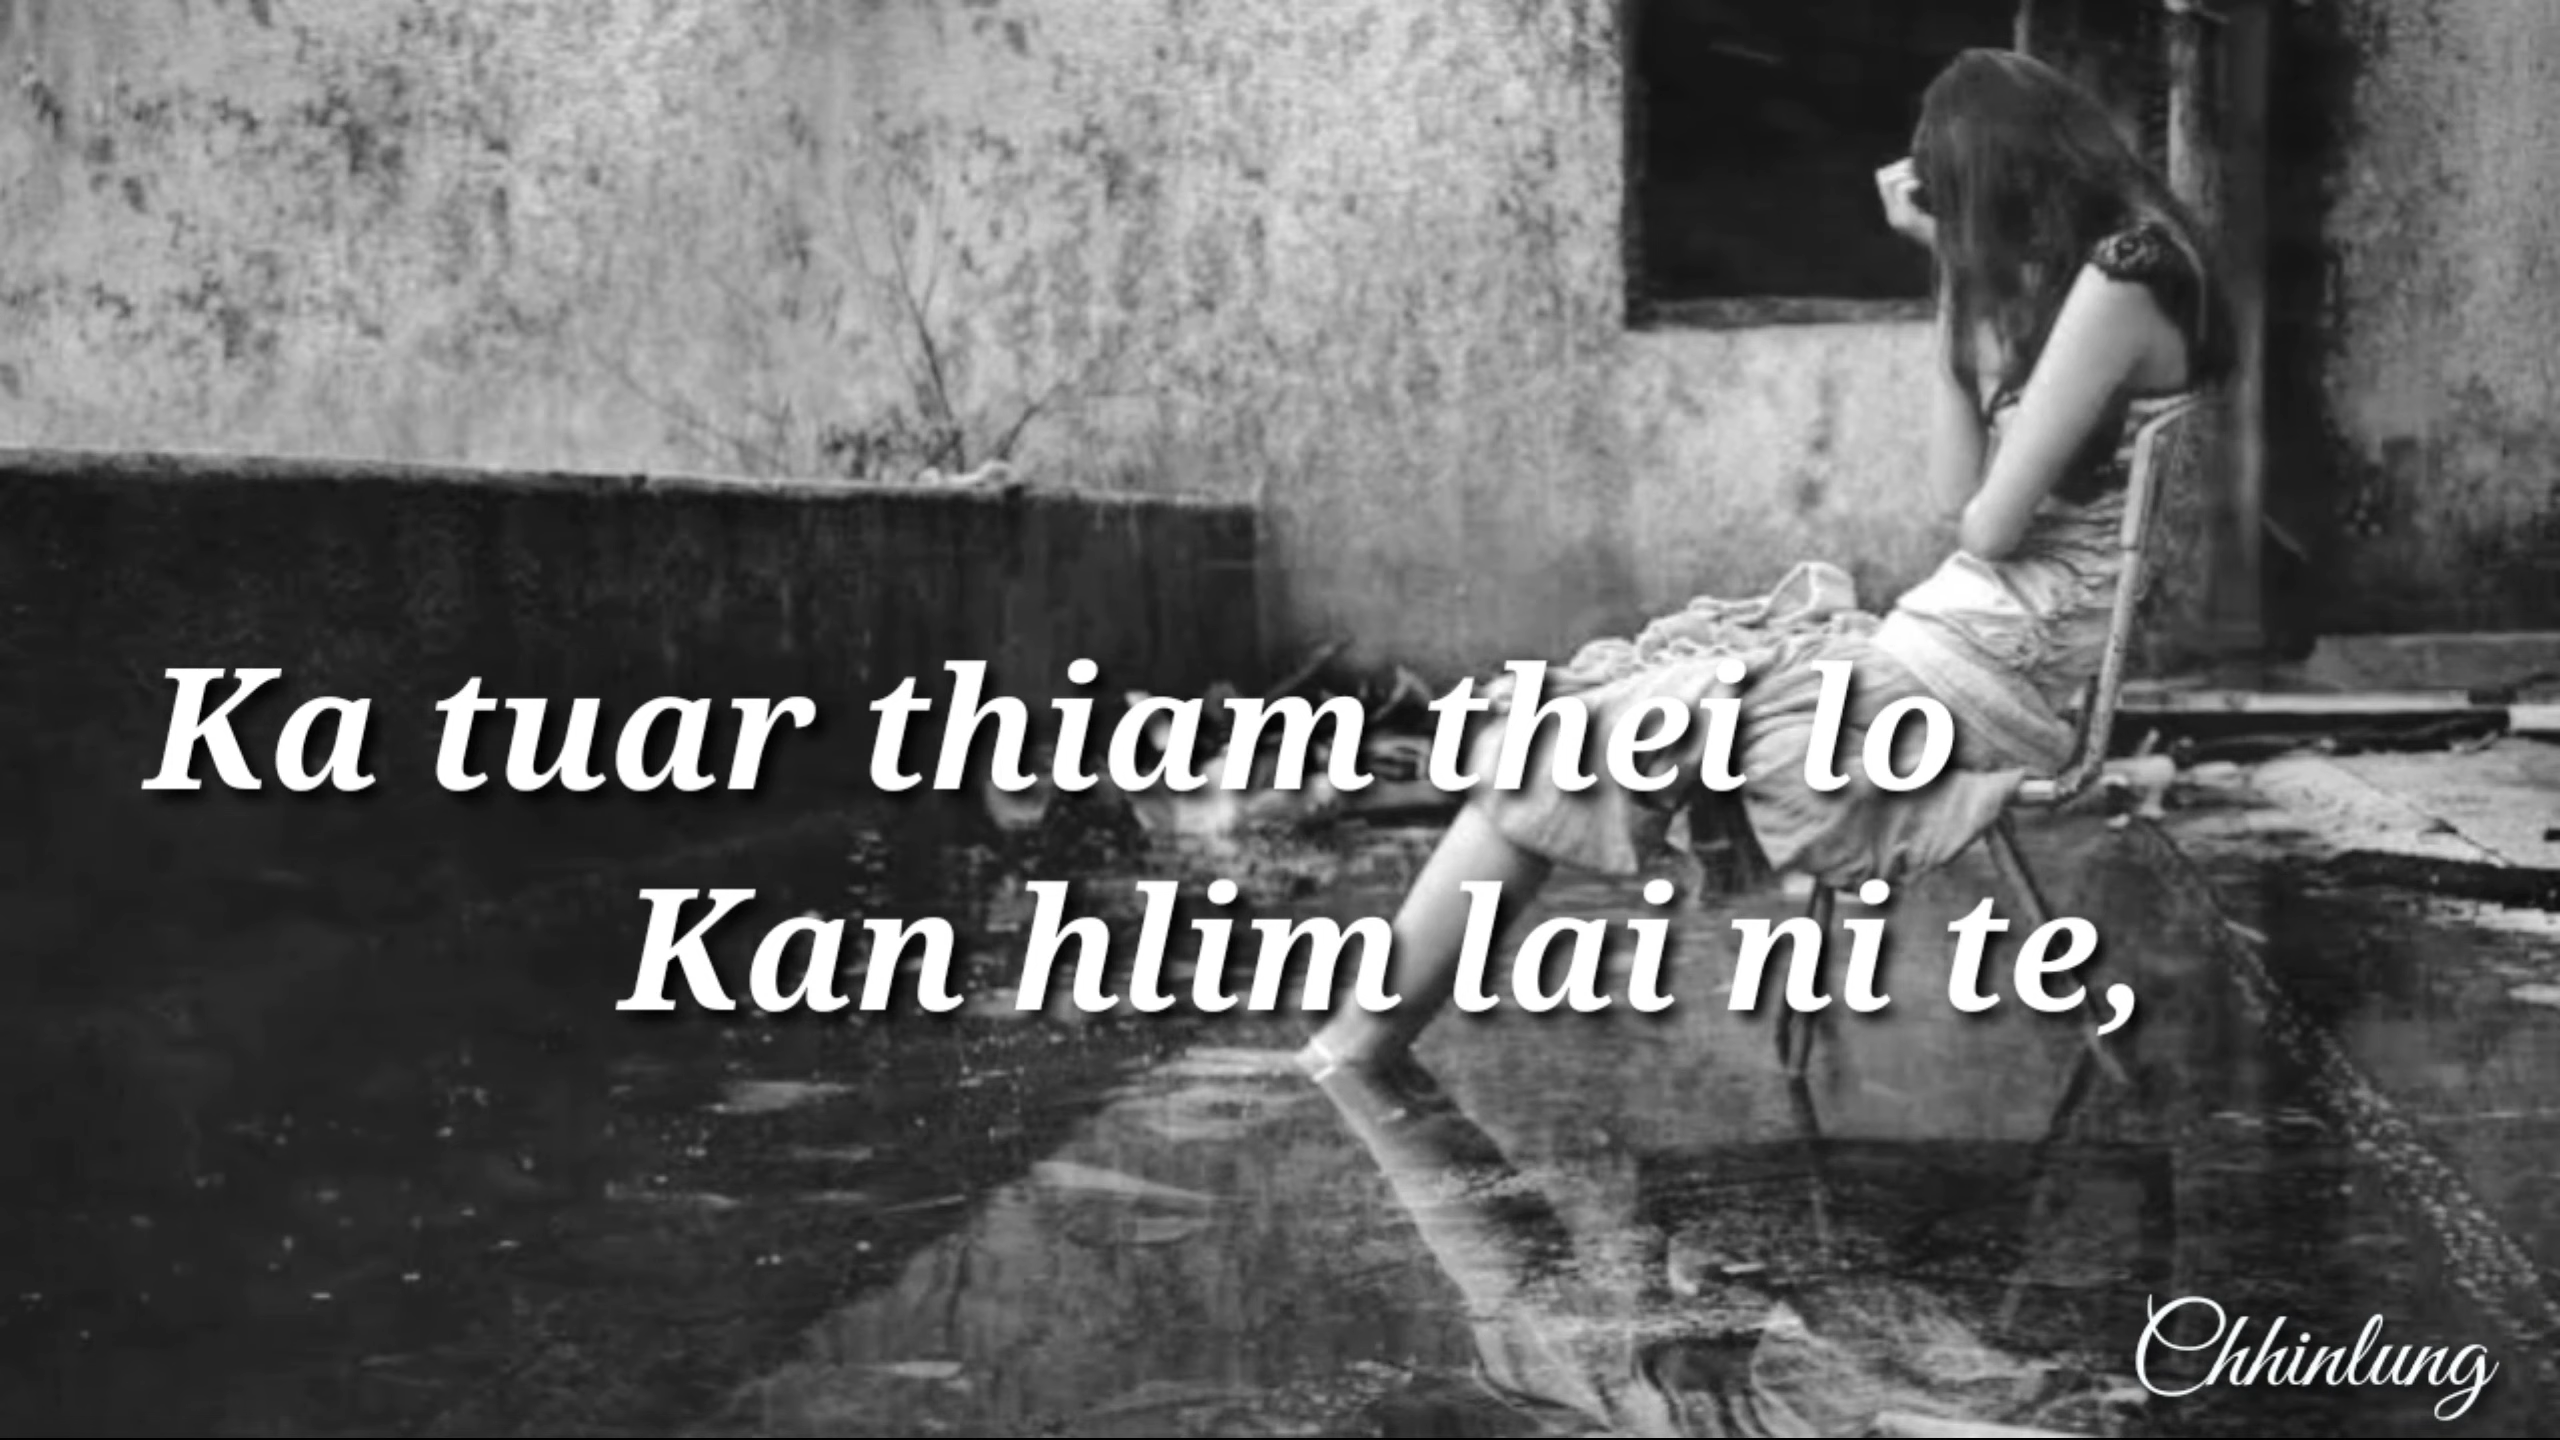 Ka tuar thiam thei lo
Kan hlim lai ni te,
Chhinlung